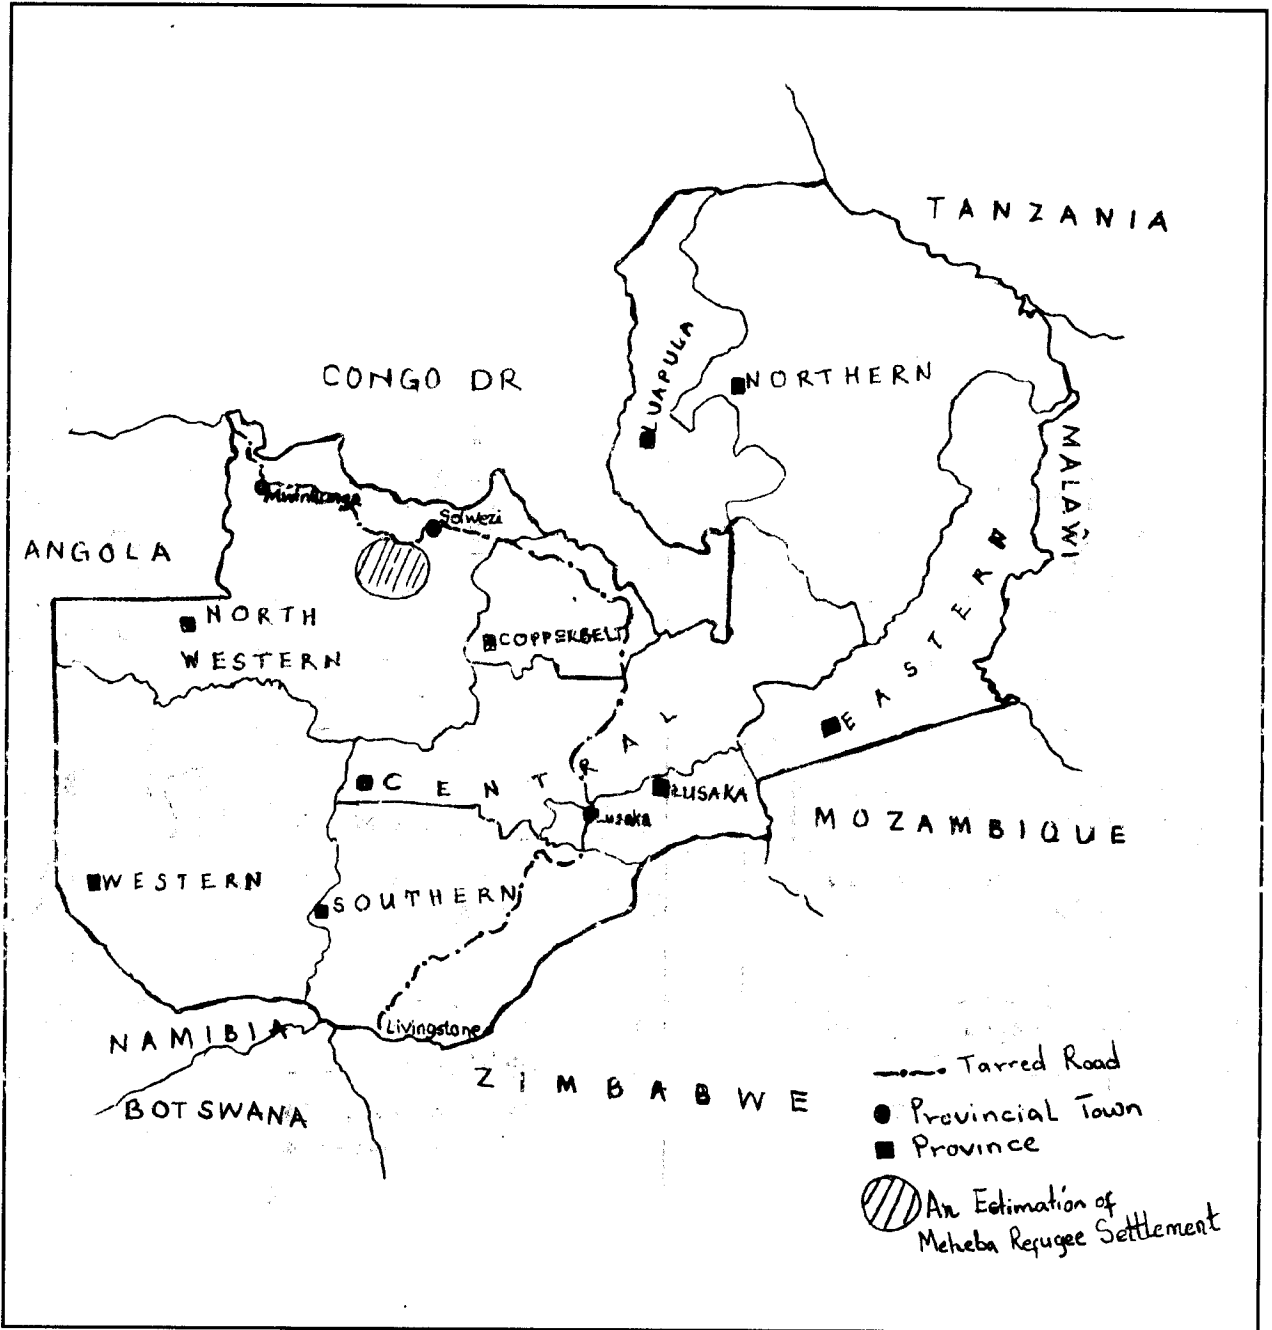 TANZANIA
CONGO DR
LUAPULA
NORTHERN
MALAWI
Solwezi
ANGOLA
NORTH
WESTERN
COPPERBELT
EASTERN
CENTRAL
LUSAKA
Lusaka
MOZAMBIQUE
WESTERN
SOUTHERN
Livingstone
NAMIBIA
ZIMBABWE
BOTSWANA
Tarred Road
Provincial Town
Province
An Estimation of
Meheba Refugee Settlement